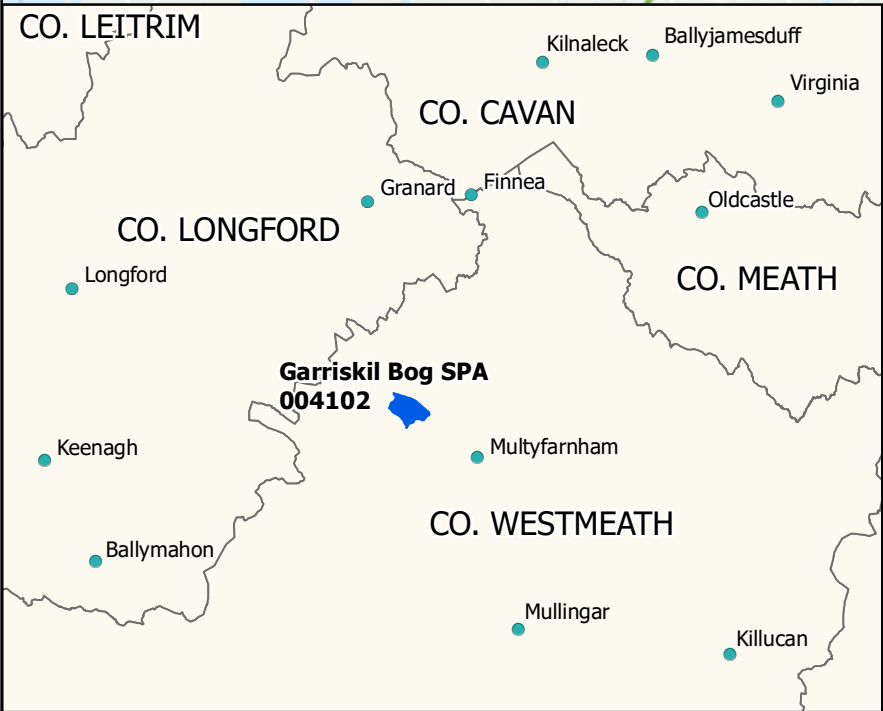 CO. LEITRIM
Kilnaleck
Ballyjamesduff
Virginia
CO. CAVAN
Granard
Finnea
Oldcastle
CO. LONGFORD
Longford
CO. MEATH
Garriskil Bog SPA
004102
Keenagh
Multyfarnham
CO. WESTMEATH
Ballymahon
Mullingar
Killucan